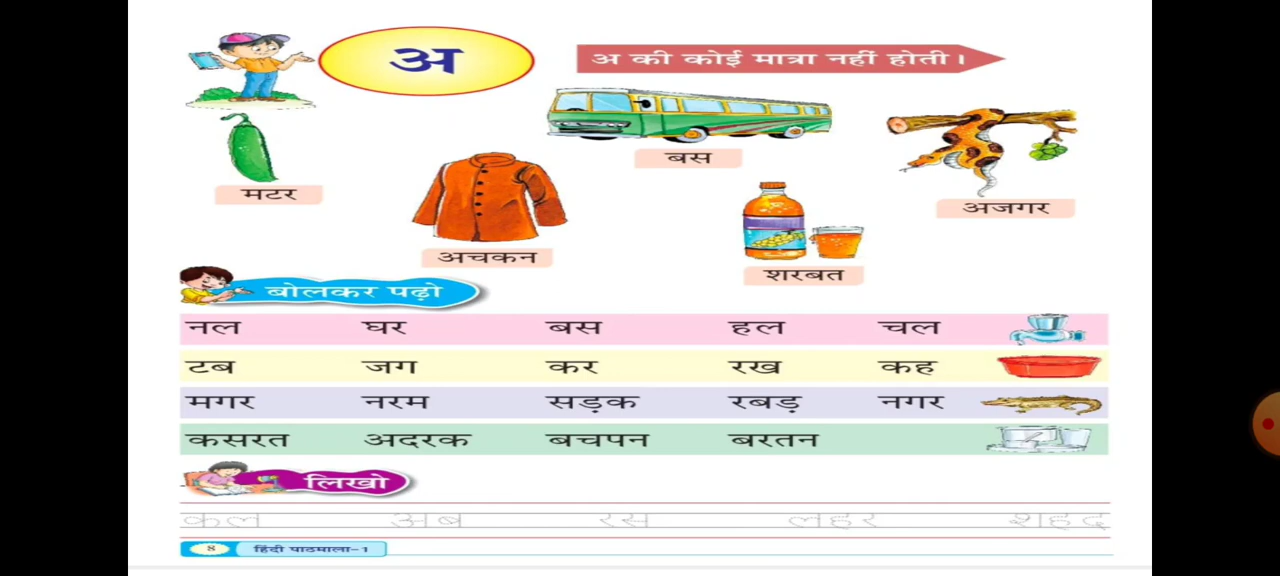 अ
अ की कोई मात्रा नहीं होती।
बस
मटर
अजगर
अचकन
शरबत
बोलकर पढ़ो
नल घर बस हल चल
टब जग कर रख कह
मगर नरम सड़क रबड़ नगर
कसरत अदरक बचपन बरतन
लिखो
कल अब रस लहर शहद
8 हिंदी पाठमाला-1